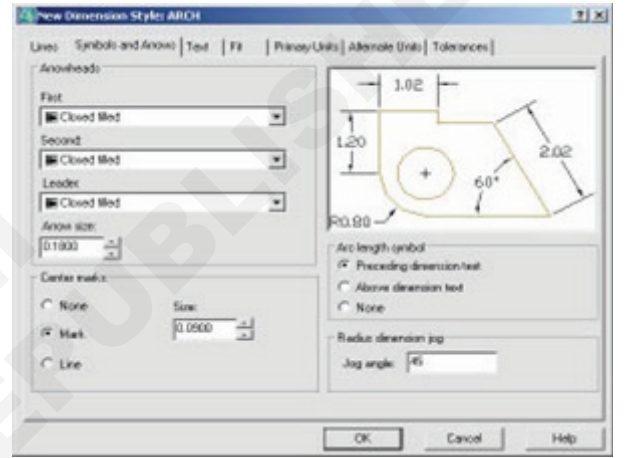 New Dimension Style: ARCH
Lines Symbols and Arrows Text Fit Primary Units Alternate Units Tolerances
Arrowheads
First:
Closed filled
Second:
Closed filled
Leader:
Closed filled
Arrow size:
0.1800
Center marks
None
Mark
Line
Size:
0.0900
1.02
1.20
2.02
60°
R0.80
Arc length symbol
Preceding dimension text
Above dimension text
None
Radius dimension jog
Jog angle: 45
OK Cancel Help